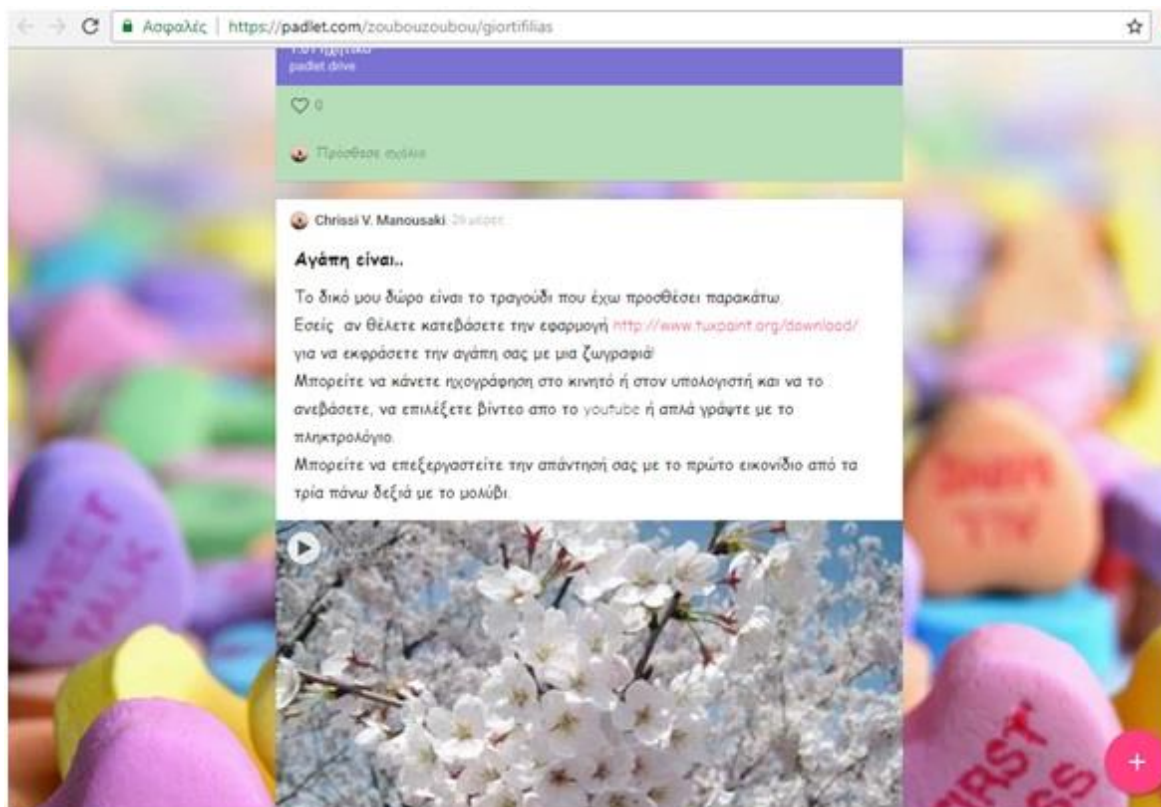 Ασφαλές | https://padlet.com/zoubouzoubou/giortifilias
padlet drive
0
Πρόσθεσε σχόλιο
Chrissi V. Manousaki 29 μέρες
Αγάπη είναι..
Το δικό μου δώρο είναι το τραγούδι που έχω προσθέσει παρακάτω.
Εσείς αν θέλετε κατεβάσετε την εφαρμογή http://www.tuxpaint.org/download/
για να εκφράσετε την αγάπη σας με μια ζωγραφιά!
Μπορείτε να κάνετε ηχογράφηση στο κινητό ή στον υπολογιστή και να το
ανεβάσετε, να επιλέξετε βίντεο απο το youtube ή απλά γράψτε με το
πληκτρολόγιο.
Μπορείτε να επεξεργαστείτε την απάντησή σας με το πρώτο εικονίδιο από τα
τρία πάνω δεξιά με το μολύβι.
SWEET
TALK
FIRST